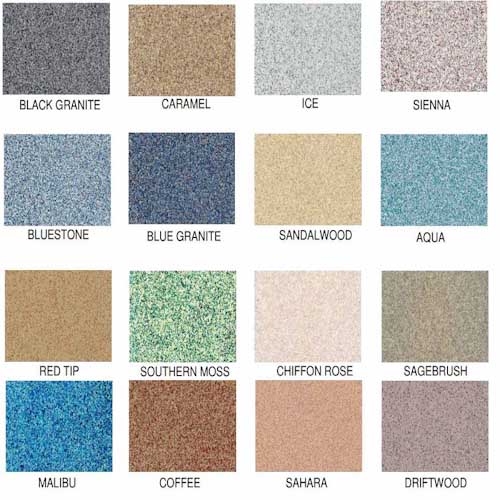 BLACK GRANITE
CARAMEL
ICE
SIENNA
BLUESTONE
BLUE GRANITE
SANDALWOOD
AQUA
RED TIP
SOUTHERN MOSS
CHIFFON ROSE
SAGEBRUSH
MALIBU
COFFEE
SAHARA
DRIFTWOOD